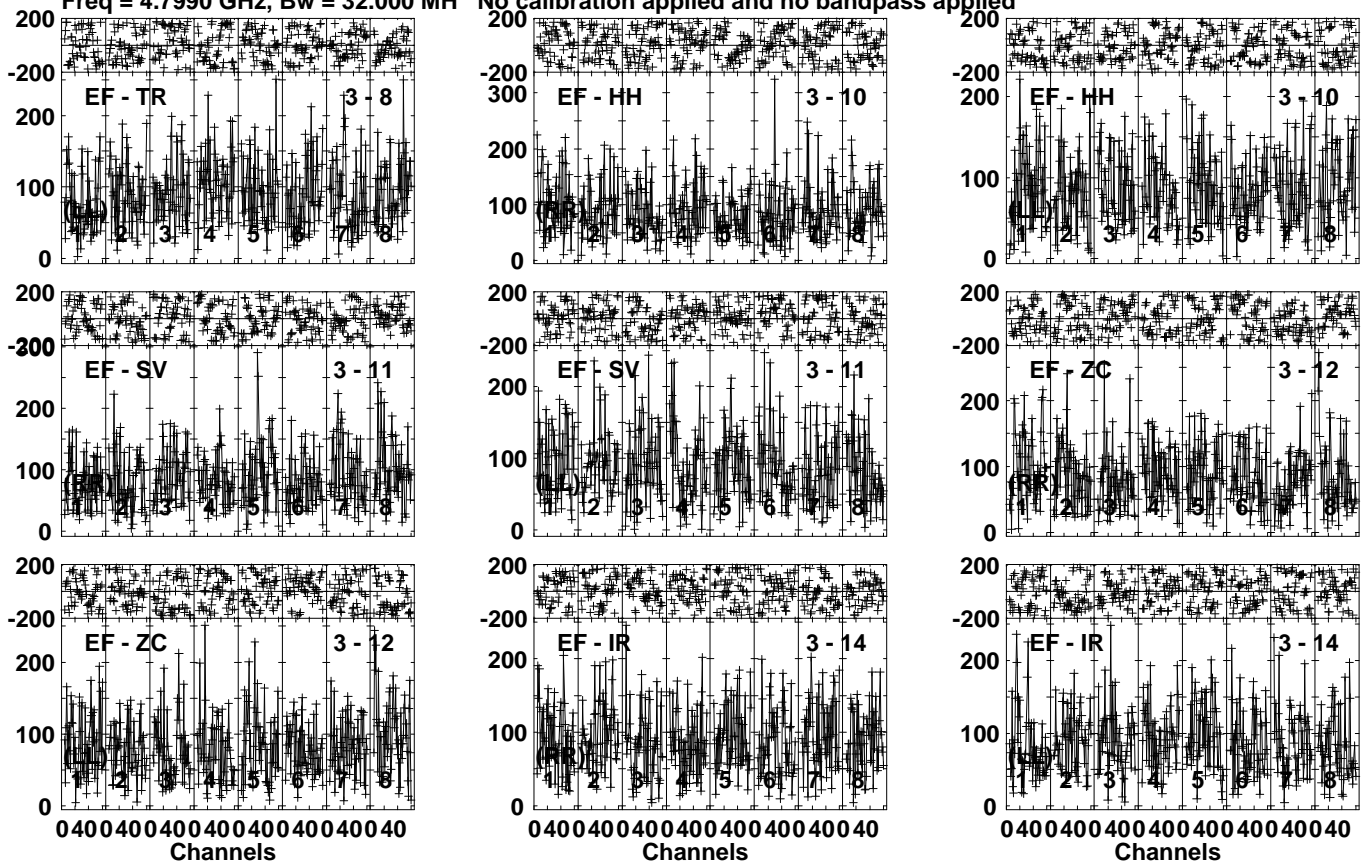 Freq = 4.7990 GHz, Bw = 32.000 MH No calibration applied and no bandpass applied
200 200 200
-200 -200 -200
EF - TR 3 - 8 EF - HH 3 - 10 EF - HH 3 - 10
300
200 200 200
100 100 100
(LL) (RR) (LL)
1 2 3 4 5 6 7 8 1 2 3 4 5 6 7 8 1 2 3 4 5 6 7 8
0 0 0
200 200 200
-200 -200 -200
300
EF - SV 3 - 11 EF - SV 3 - 11 EF - ZC 3 - 12
200 200 200
100 100 100
(RR) (LL) (RR)
1 2 3 4 5 6 7 8 1 2 3 4 5 6 7 8 1 2 3 4 5 6 7 8
0 0 0
200 200 200
-200 -200 -200
EF - ZC 3 - 12 EF - IR 3 - 14 EF - IR 3 - 14
200 200 200
100 100 100
(LL) (RR) (LL)
1 2 3 4 5 6 7 8 1 2 3 4 5 6 7 8 1 2 3 4 5 6 7 8
0 0 0
0 40 0 40 0 40 0 40 0 40 0 40 0 40 0 40 0 40 0 40 0 40 0 40 0 40 0 40 0 40 0 40 0 40 0 40 0 40 0 40 0 40 0 40 0 40 0 40
Channels Channels Channels